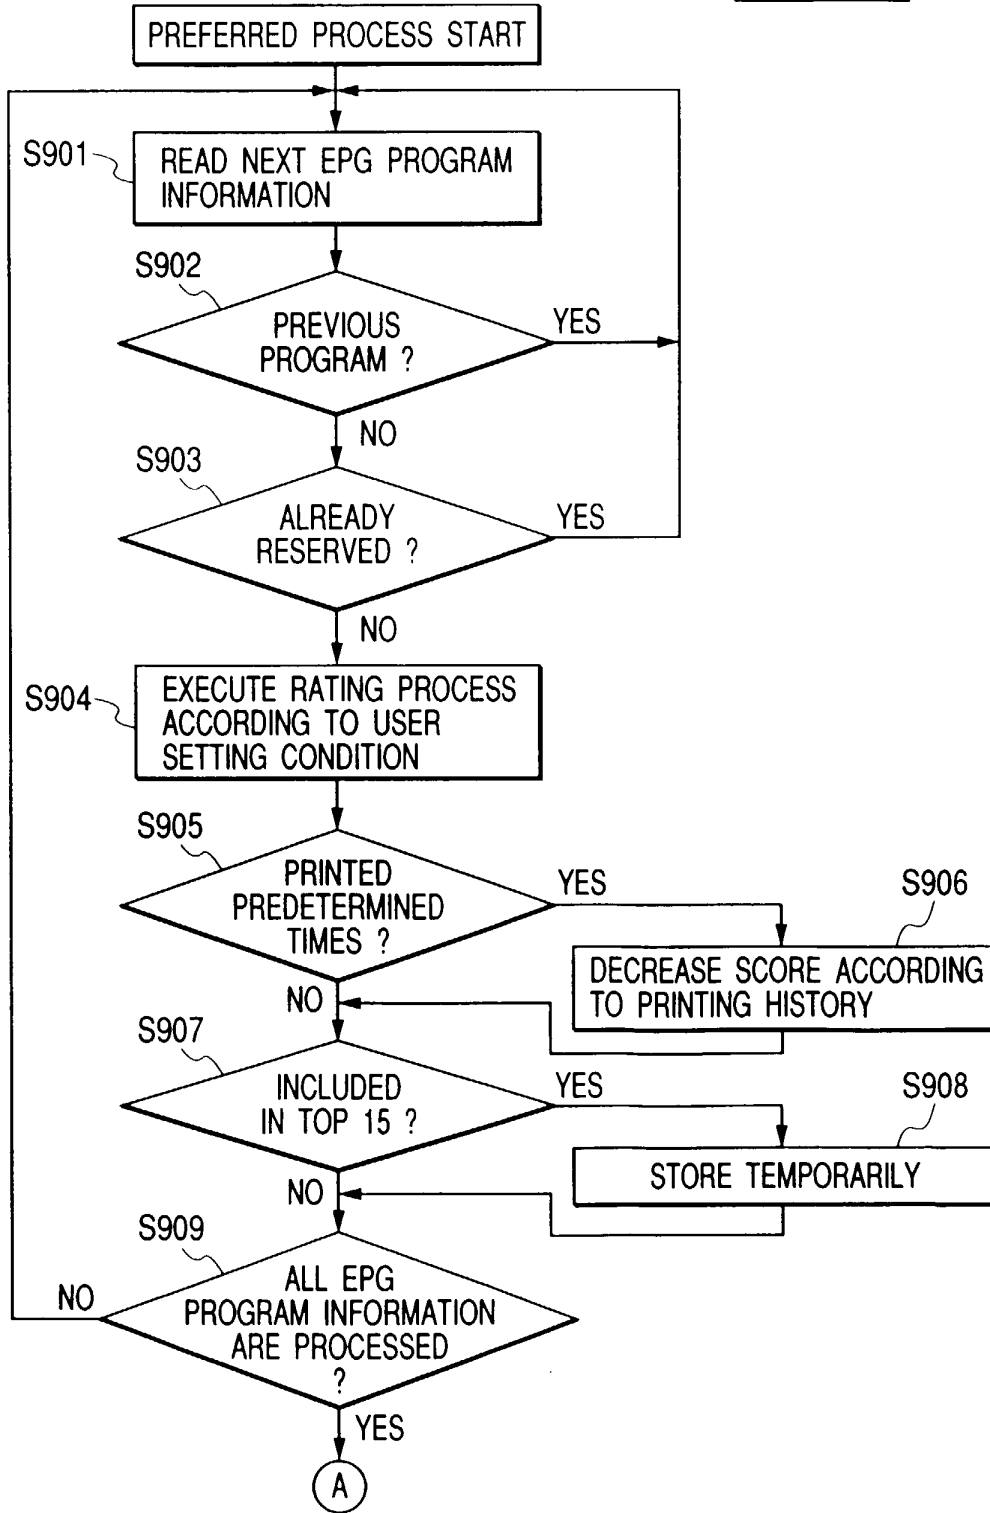 PREFERRED PROCESS START
S901
READ NEXT EPG PROGRAM
INFORMATION
S902
PREVIOUS
PROGRAM ?
YES
NO
S903
ALREADY
RESERVED ?
YES
NO
S904
EXECUTE RATING PROCESS
ACCORDING TO USER
SETTING CONDITION
S905
PRINTED
PREDETERMINED
TIMES ?
YES
S906
DECREASE SCORE ACCORDING
TO PRINTING HISTORY
NO
S907
INCLUDED
IN TOP 15 ?
YES
S908
STORE TEMPORARILY
NO
S909
ALL EPG
PROGRAM INFORMATION
ARE PROCESSED
?
NO
YES
A